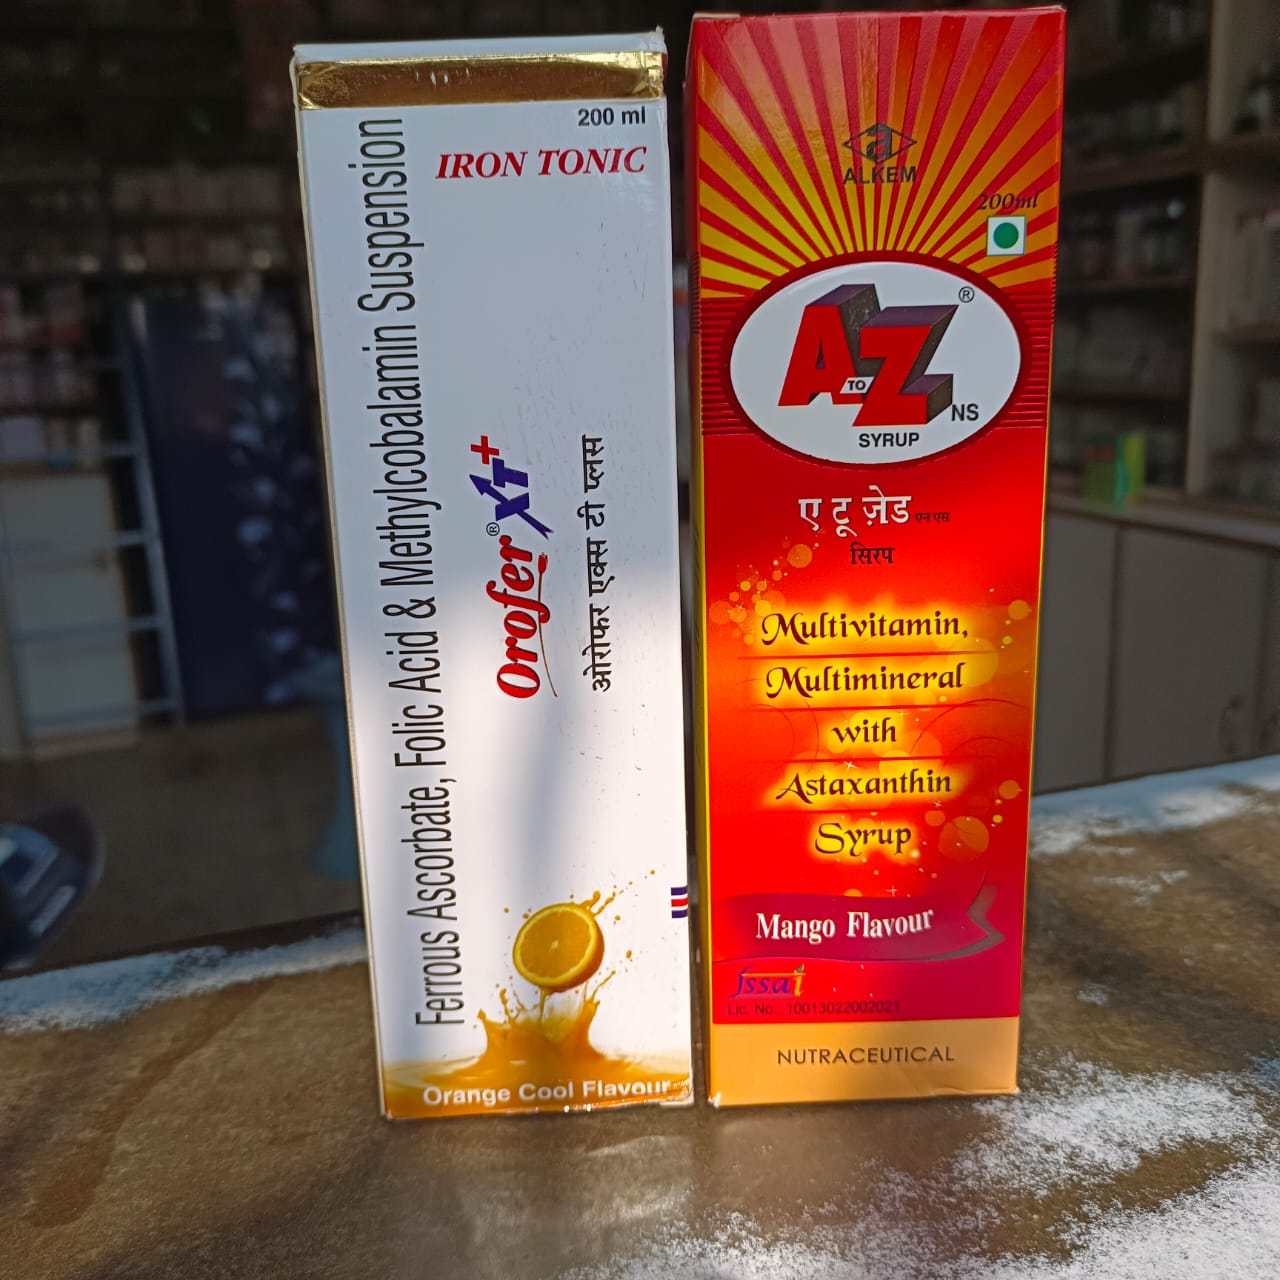 200 ml
IRON TONIC
Ferrous Ascorbate, Folic Acid & Methylcobalamin Suspension
Orofer® XT+
ओरोफर एक्स टी प्लस
Orange Cool Flavour
a
ALKEM
200ml
A TO Z ®
NS
SYRUP
ए टू ज़ेड एन एस
सिरप
Multivitamin,
Multimineral
with
Astaxanthin
Syrup
Mango Flavour
fssai
Lic. No.: 10013022002021
NUTRACEUTICAL